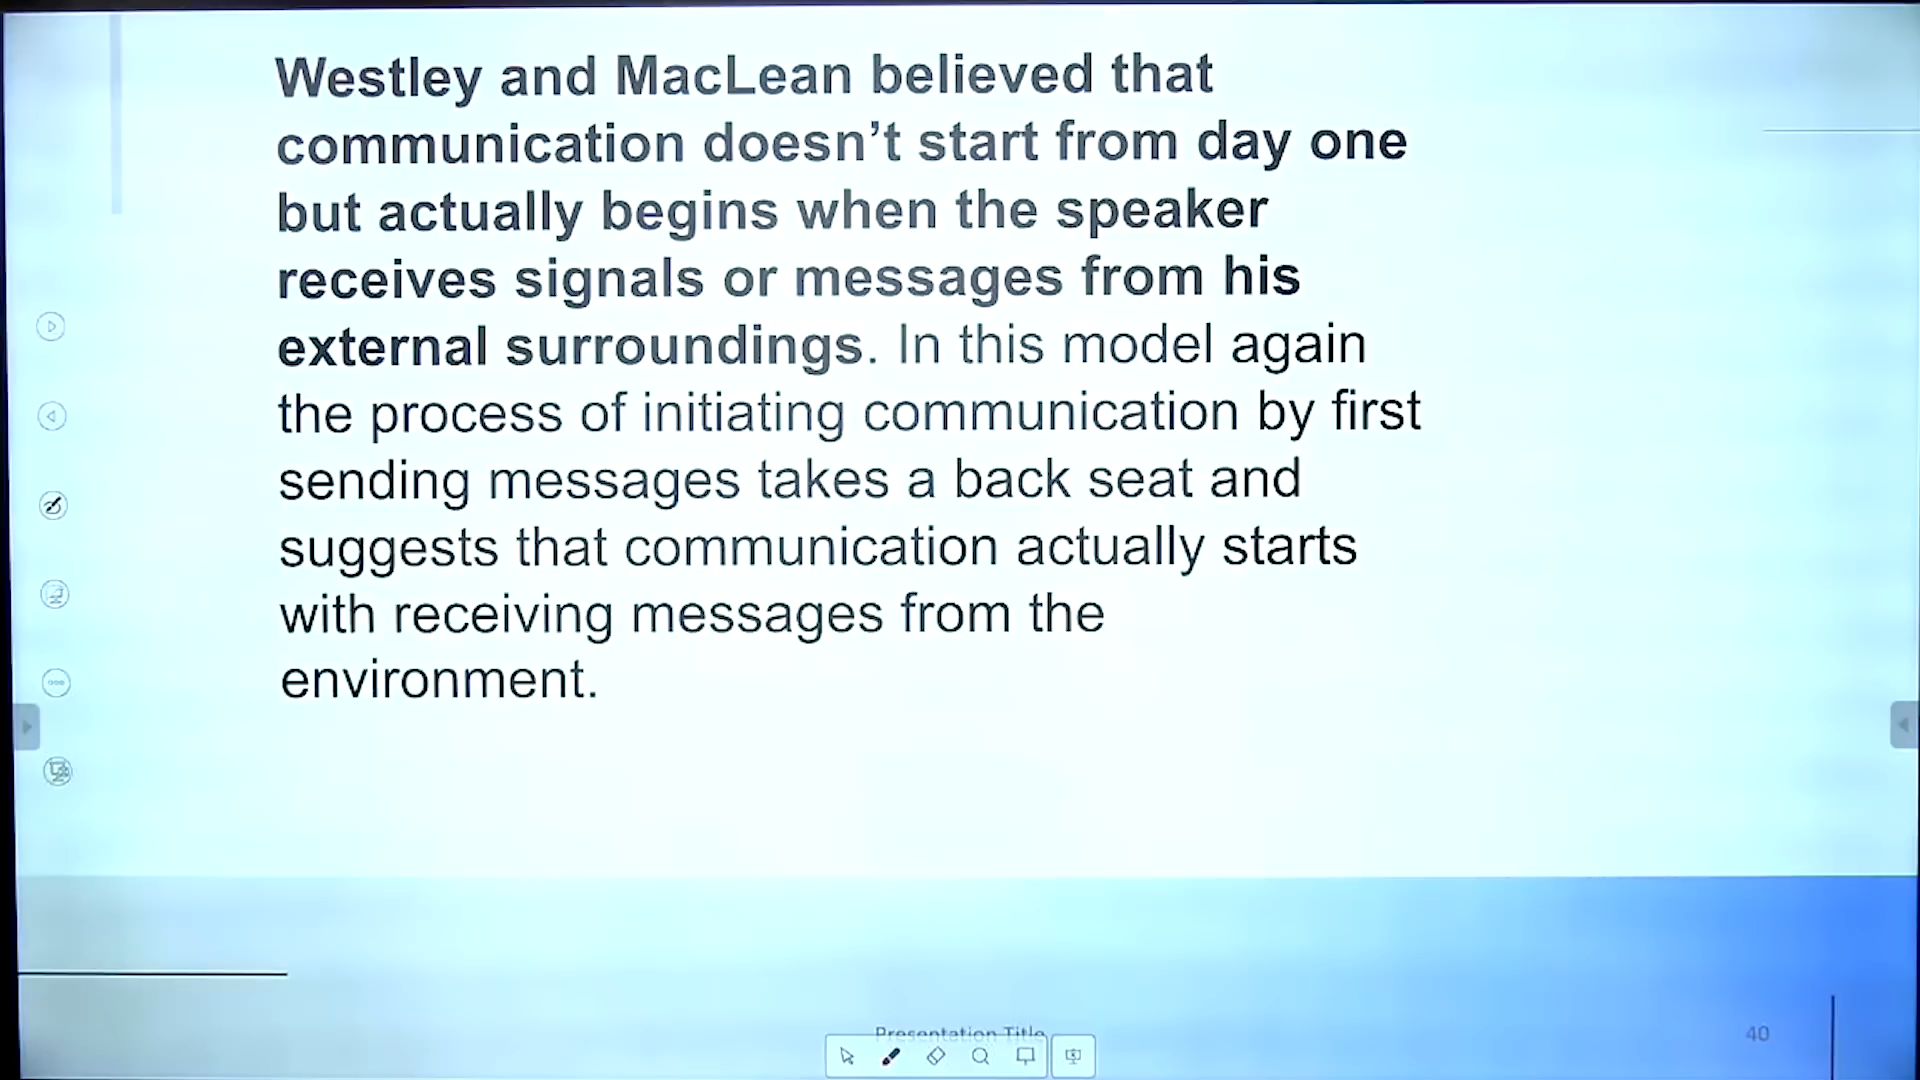 Westley and MacLean believed that
communication doesn’t start from day one
but actually begins when the speaker
receives signals or messages from his
external surroundings. In this model again
the process of initiating communication by first
sending messages takes a back seat and
suggests that communication actually starts
with receiving messages from the
environment.
Presentation Title
40